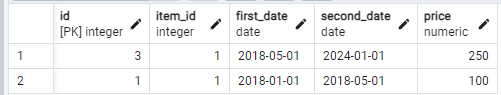 id item_id first_date second_date price
[PK] integer integer date date numeric
1 3 1 2018-05-01 2024-01-01 250
2 1 1 2018-01-01 2018-05-01 100